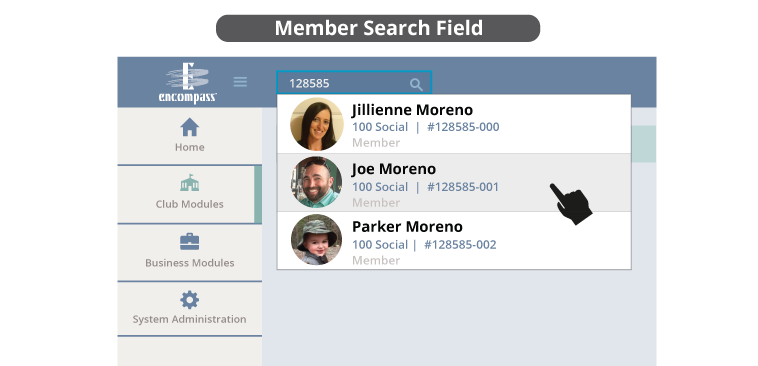 Member Search Field
encompass
128585
Jillienne Moreno
100 Social | #128585-000
Member
Joe Moreno
100 Social | #128585-001
Member
Parker Moreno
100 Social | #128585-002
Member
Home
Club Modules
Business Modules
System Administration